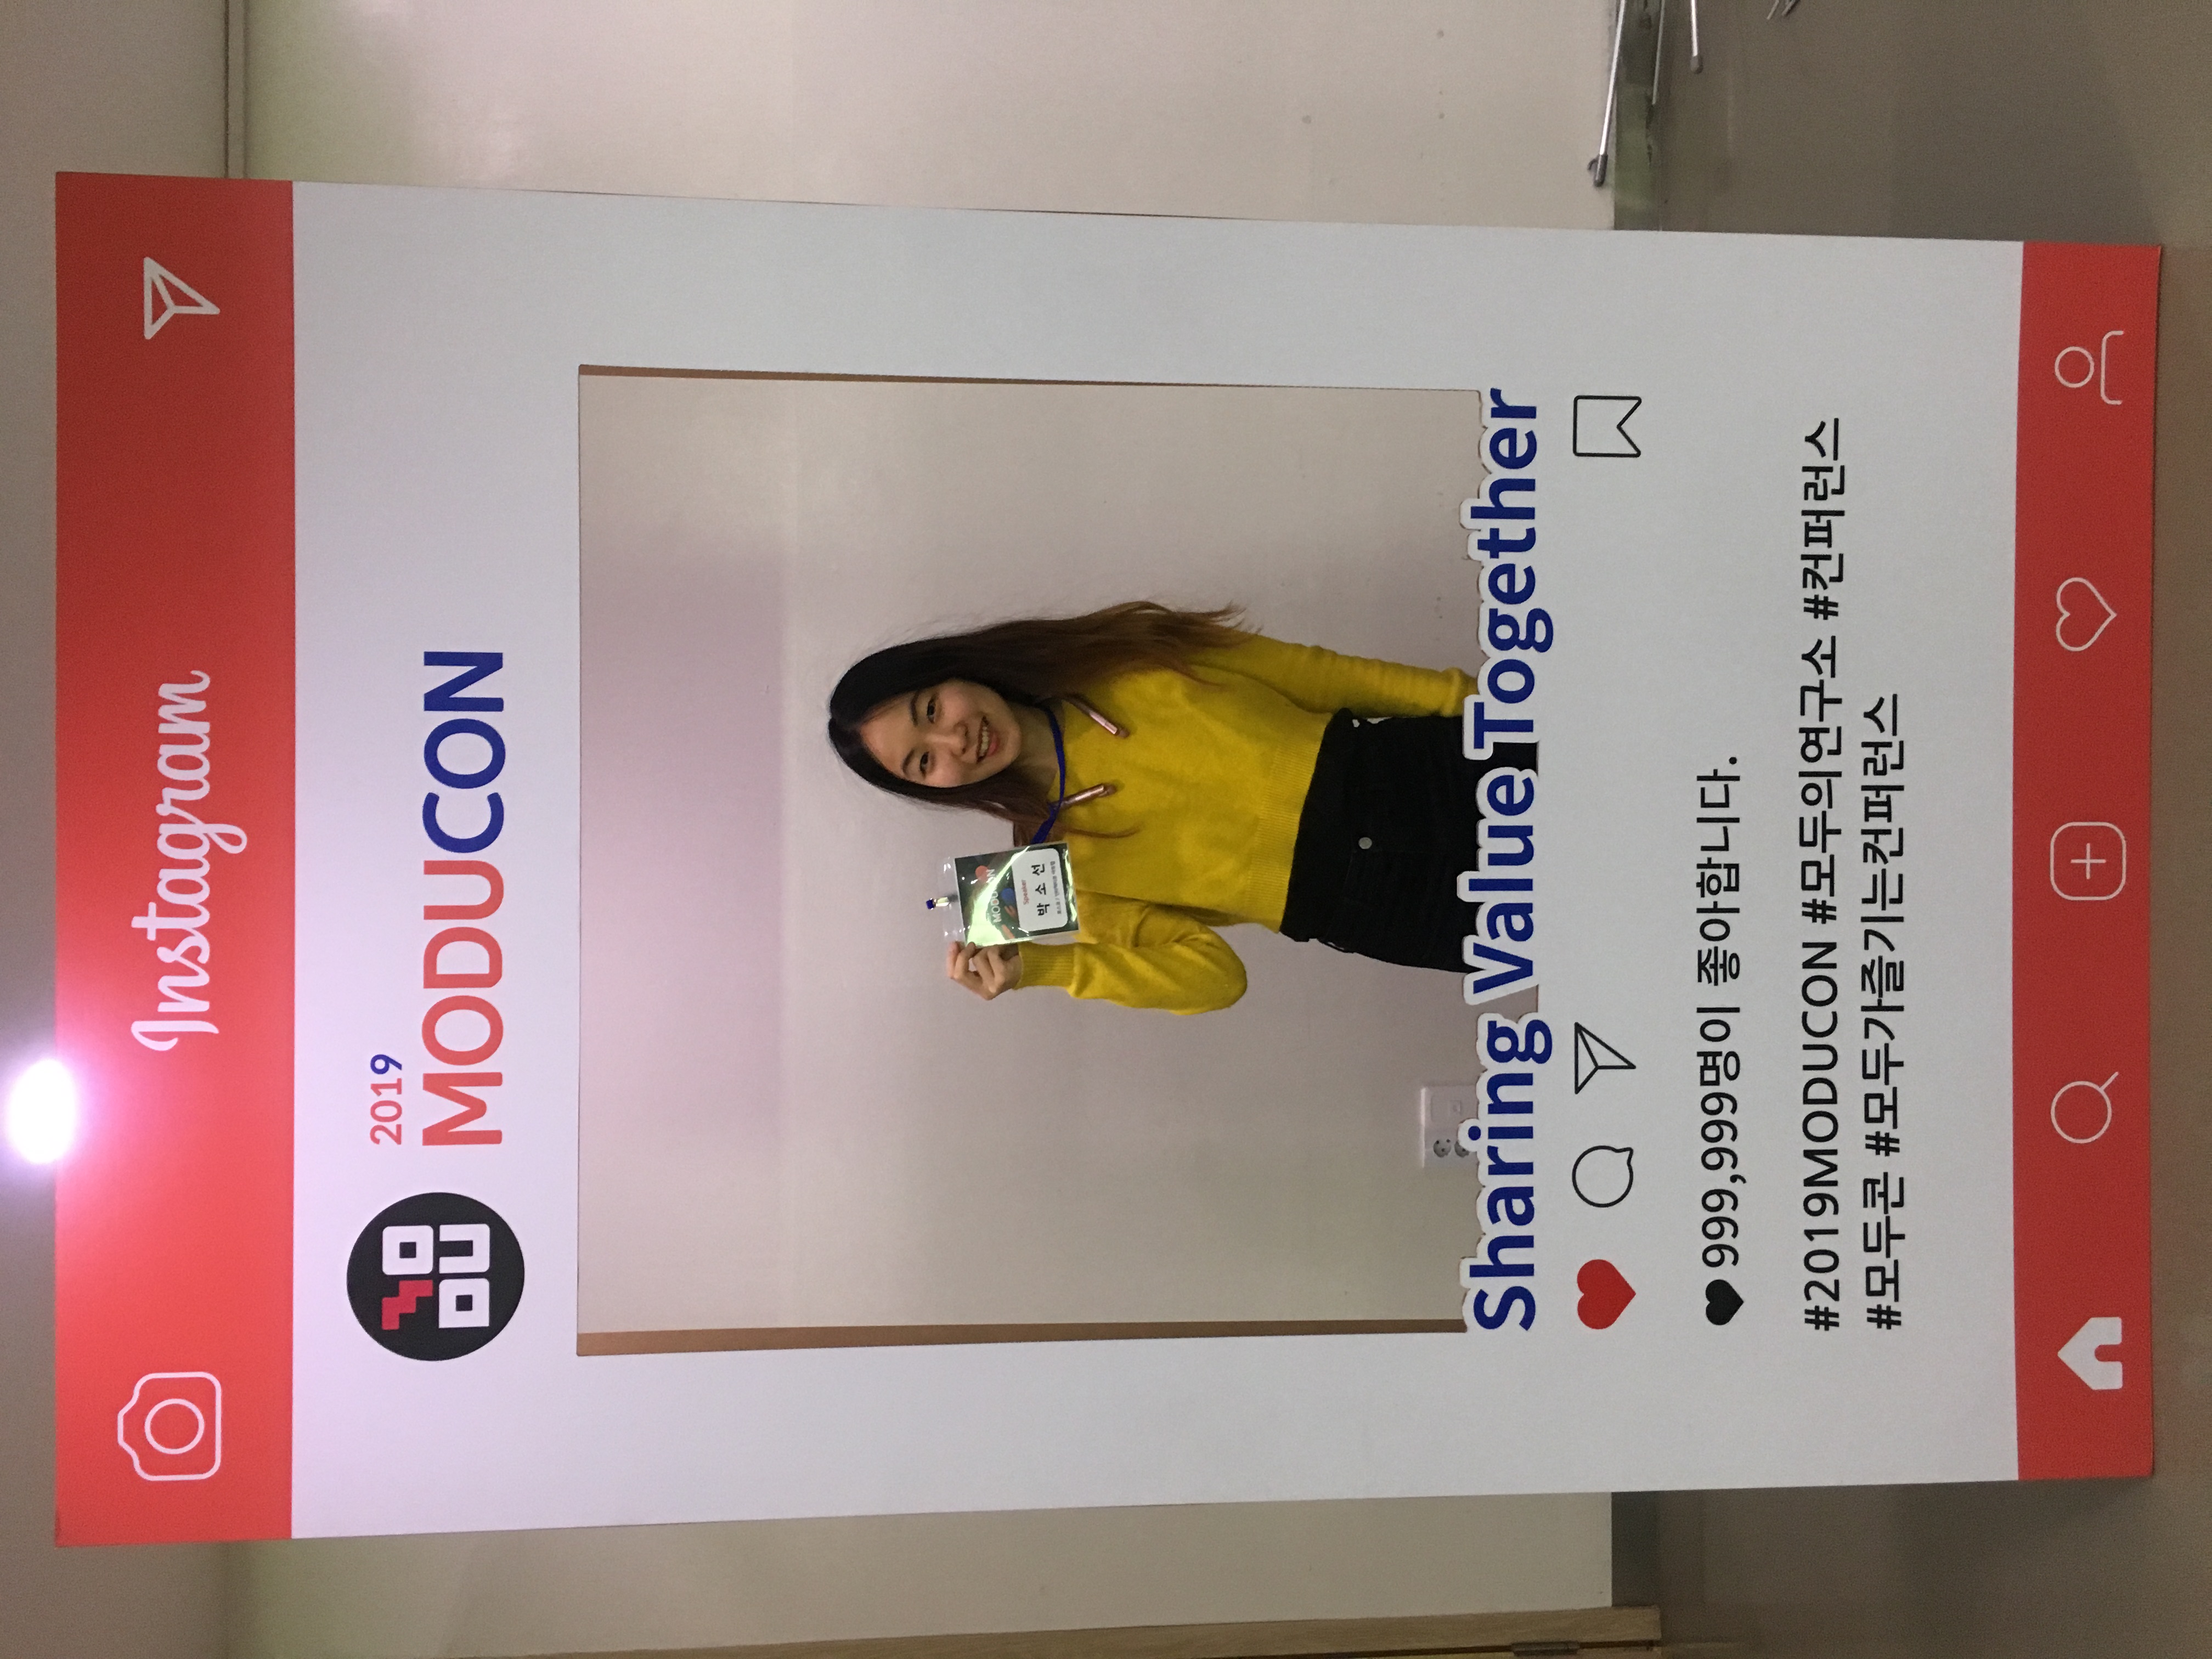 Instagram
MODU
2019
MODUCON
MODUCON
Speaker
박 소 선
Sharing Value Together
999,999명이 좋아합니다.
#2019MODUCON #모두의연구소 #컨퍼런스
#모두콘 #모두가즐기는컨퍼런스